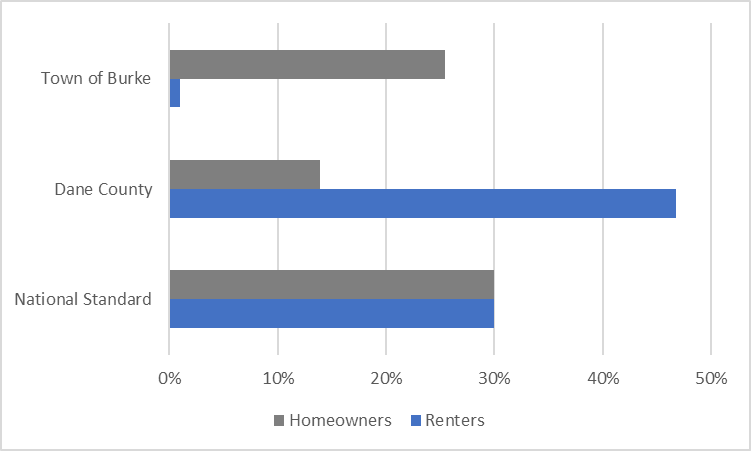 Town of Burke
Dane County
National Standard
0% 10% 20% 30% 40% 50%
Homeowners Renters